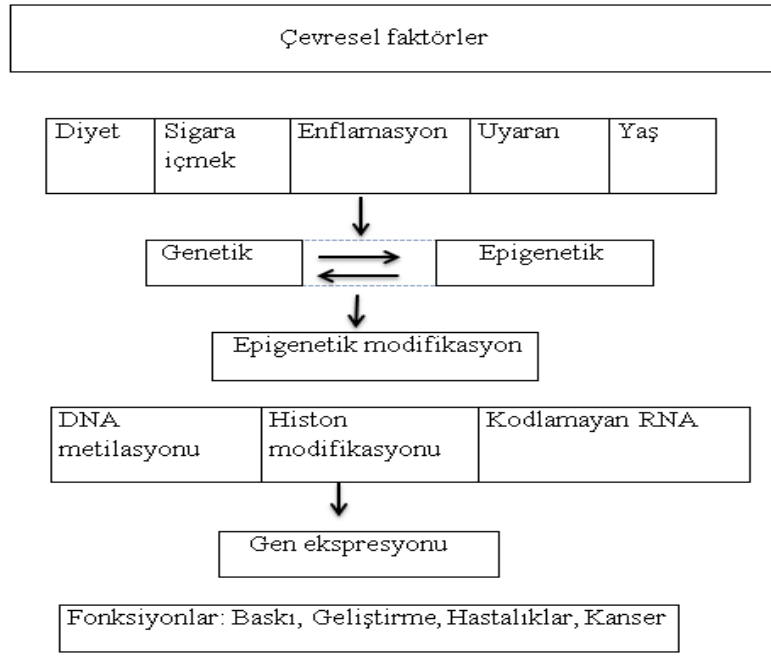 Çevresel faktörler
Diyet Sigara içmek Enflamasyon Uyaran Yaş
Genetik Epigenetik
Epigenetik modifikasyon
DNA metilasyonu Histon modifikasyonu Kodlamayan RNA
Gen ekspresyonu
Fonksiyonlar: Baskı, Geliştirme, Hastalıklar, Kanser